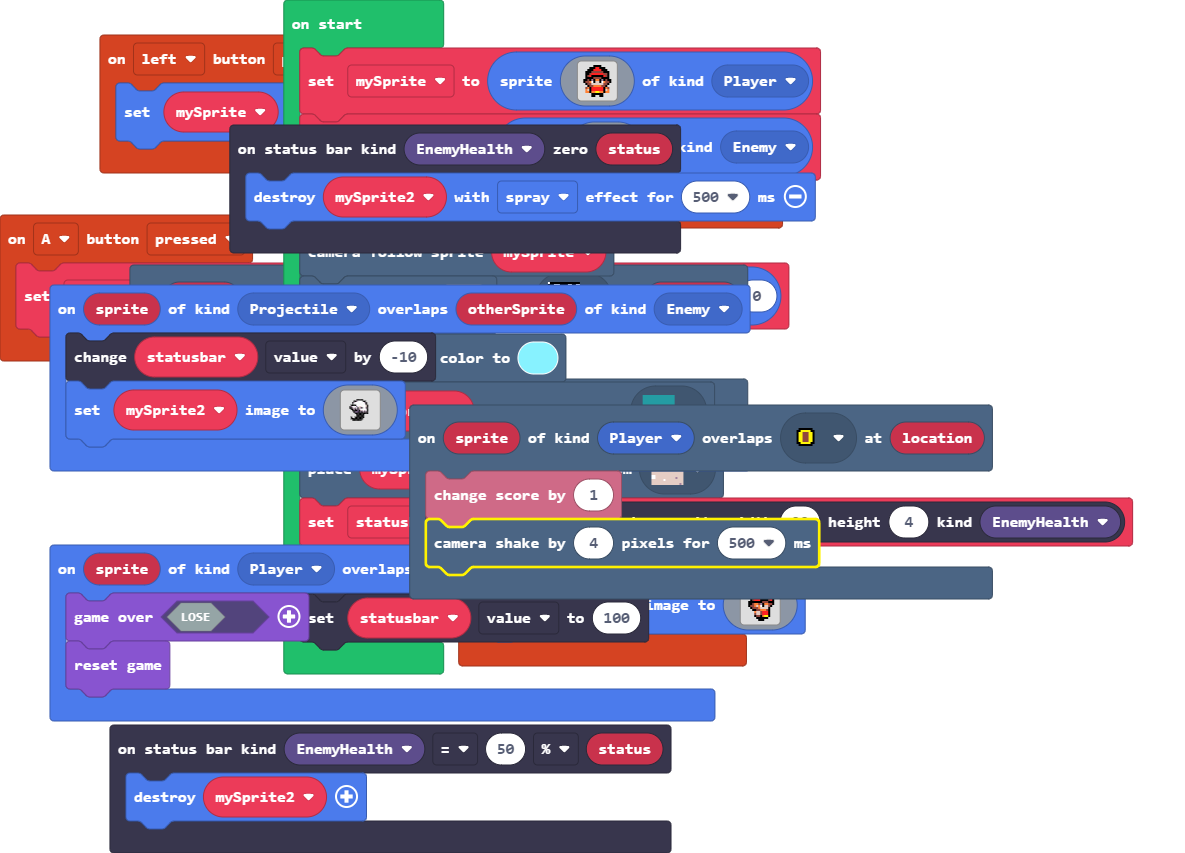 on start
on left button
set mySprite to sprite of kind Player
set mySprite
kind Enemy
on status bar kind EnemyHealth zero status
destroy mySprite2 with spray effect for 500 ms
on A button pressed
camera follow sprite mySprite
set
0
on sprite of kind Projectile overlaps otherSprite of kind Enemy
change statusbar value by -10
color to
set mySprite2 image to
on sprite of kind Player overlaps at location
place
change score by 1
set status
height 4 kind EnemyHealth
camera shake by 4 pixels for 500 ms
on sprite of kind Player overlaps
image to
game over LOSE
set statusbar value to 100
reset game
on status bar kind EnemyHealth = 50 % status
destroy mySprite2